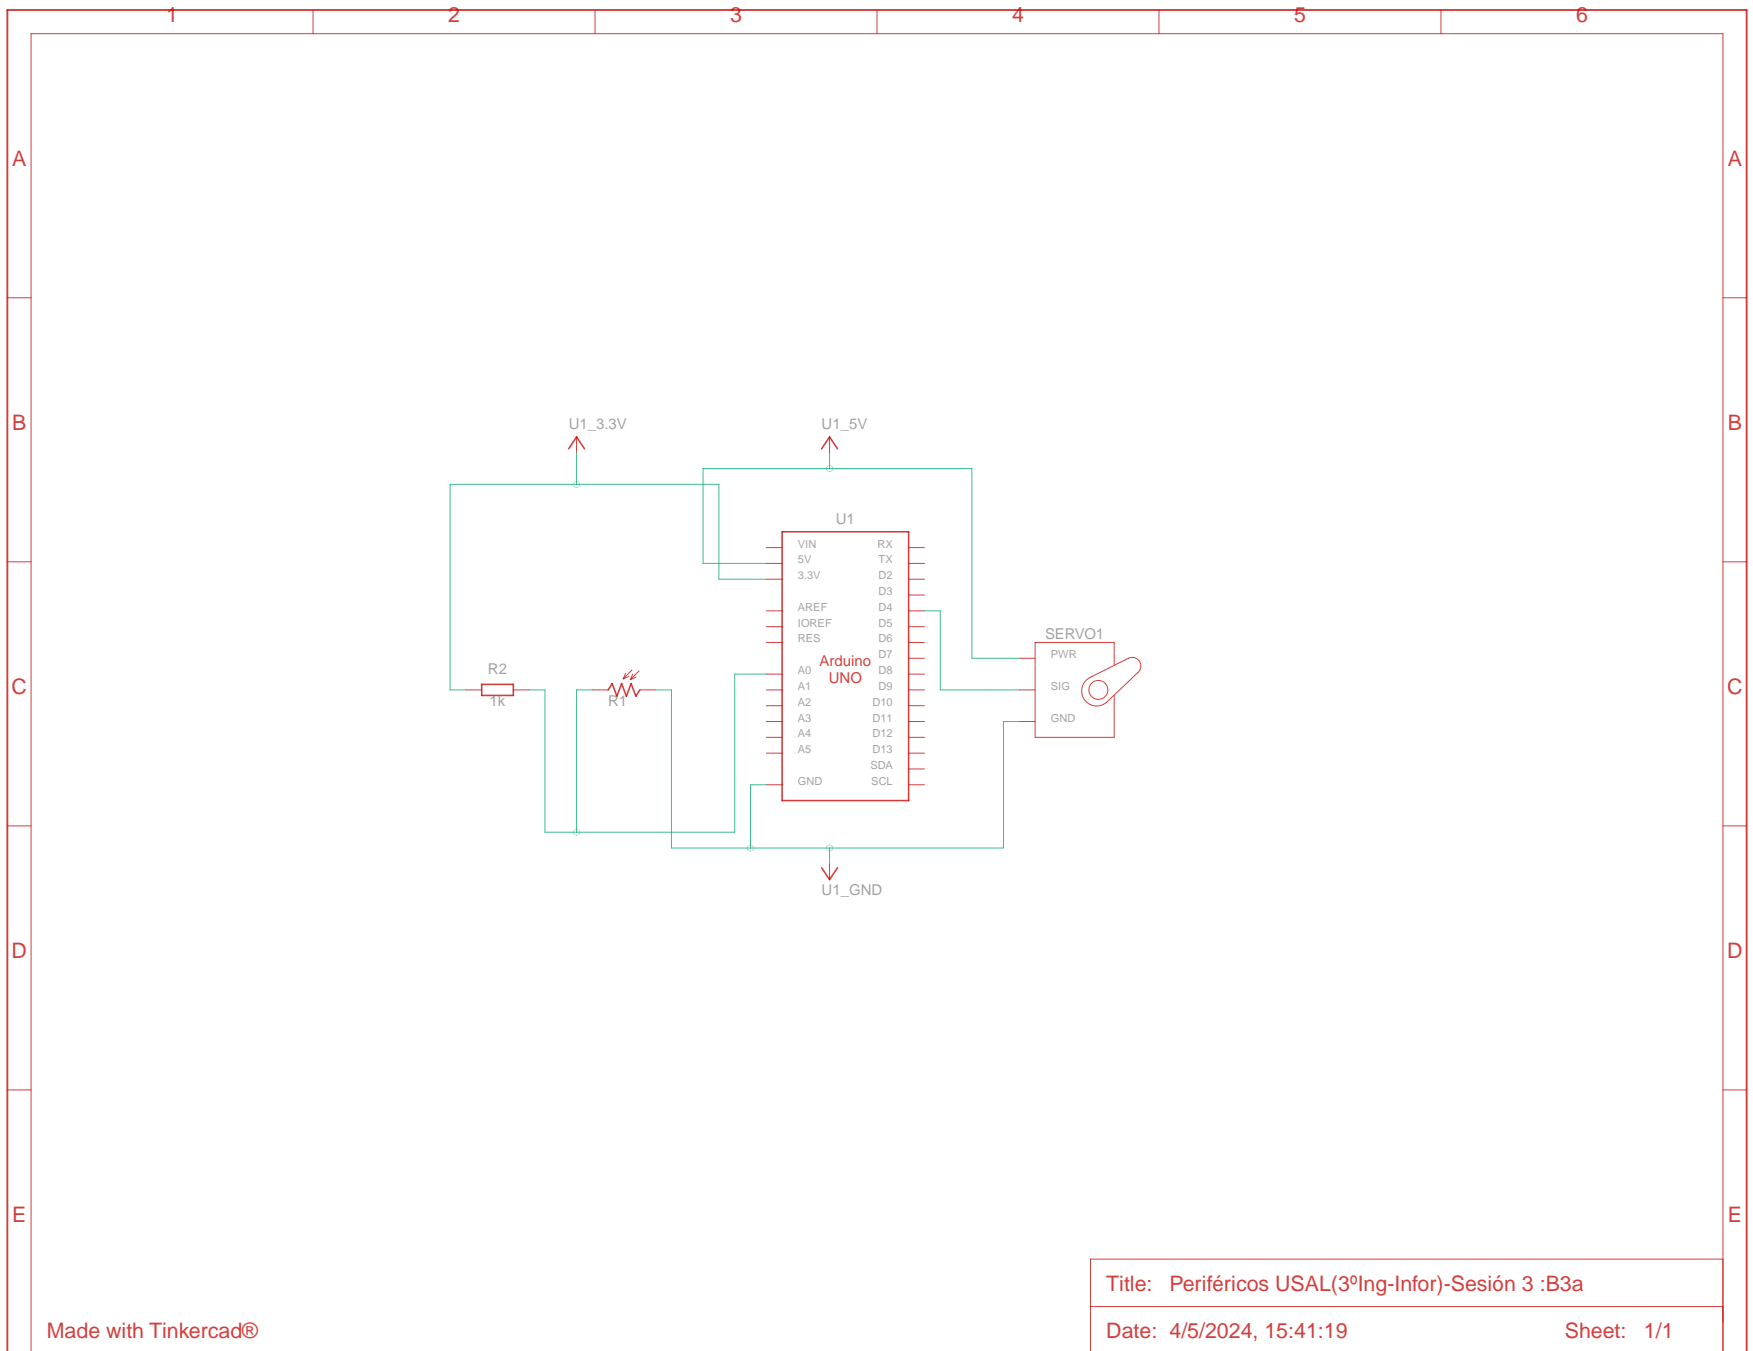 1 2 3 4 5 6
A A
B B
U1_3.3V U1_5V
U1
VIN RX
5V TX
3.3V D2
D3
AREF D4
IOREF D5
RES D6
D7
A0 D8
A1 D9
A2 D10
A3 D11
A4 D12
A5 D13
SDA
GND SCL
Arduino
UNO
SERVO1
PWR
SIG
GND
R2
1k
R1
C C
U1_GND
D D
E E
Title: Periféricos USAL(3ºIng-Infor)-Sesión 3 :B3a
Made with Tinkercad®
Date: 4/5/2024, 15:41:19 Sheet: 1/1